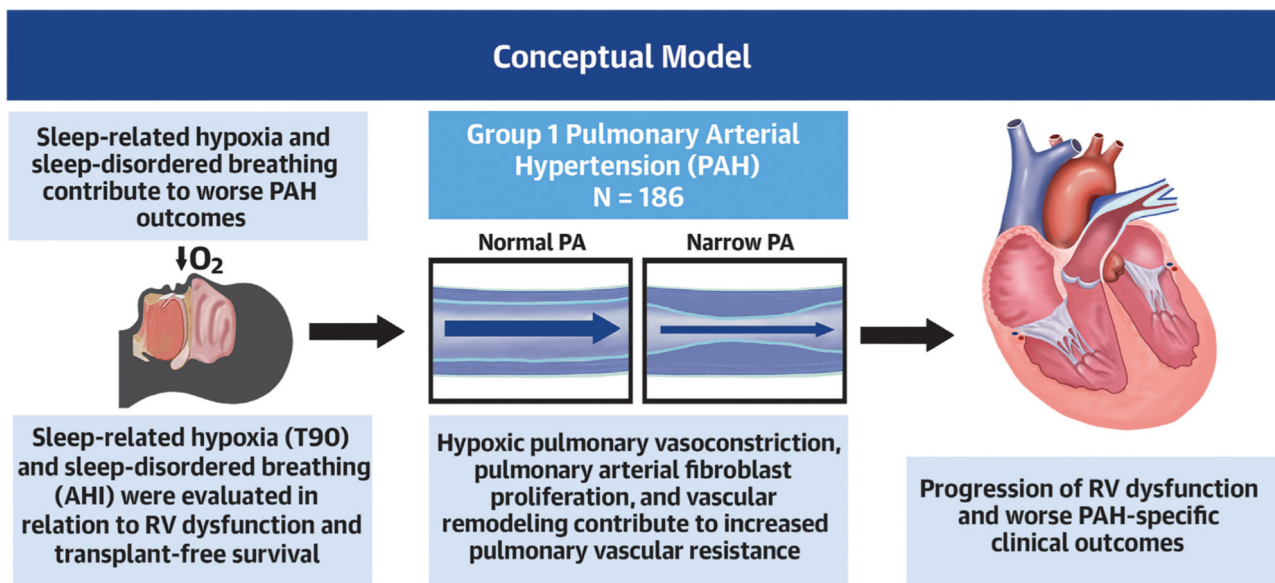 Conceptual Model
Sleep-related hypoxia and
sleep-disordered breathing
contribute to worse PAH
outcomes
O₂
Sleep-related hypoxia (T90)
and sleep-disordered breathing
(AHI) were evaluated in
relation to RV dysfunction and
transplant-free survival
Group 1 Pulmonary Arterial
Hypertension (PAH)
N = 186
Normal PA
Narrow PA
Hypoxic pulmonary vasoconstriction,
pulmonary arterial fibroblast
proliferation, and vascular
remodeling contribute to increased
pulmonary vascular resistance
Progression of RV dysfunction
and worse PAH-specific
clinical outcomes